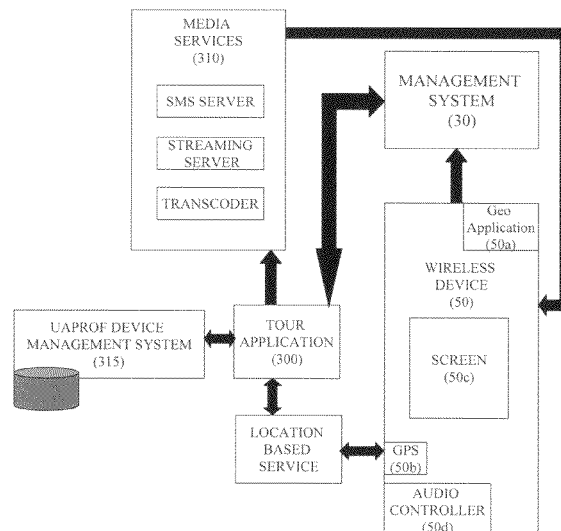 MEDIA
SERVICES
(310)
SMS SERVER
STREAMING
SERVER
TRANSCODER
MANAGEMENT
SYSTEM
(30)
Geo
Application
(50a)
WIRELESS
DEVICE
(50)
SCREEN
(50c)
UAPROF DEVICE
MANAGEMENT SYSTEM
(315)
TOUR
APPLICATION
(300)
LOCATION
BASED
SERVICE
GPS
(50b)
AUDIO
CONTROLLER
(50d)